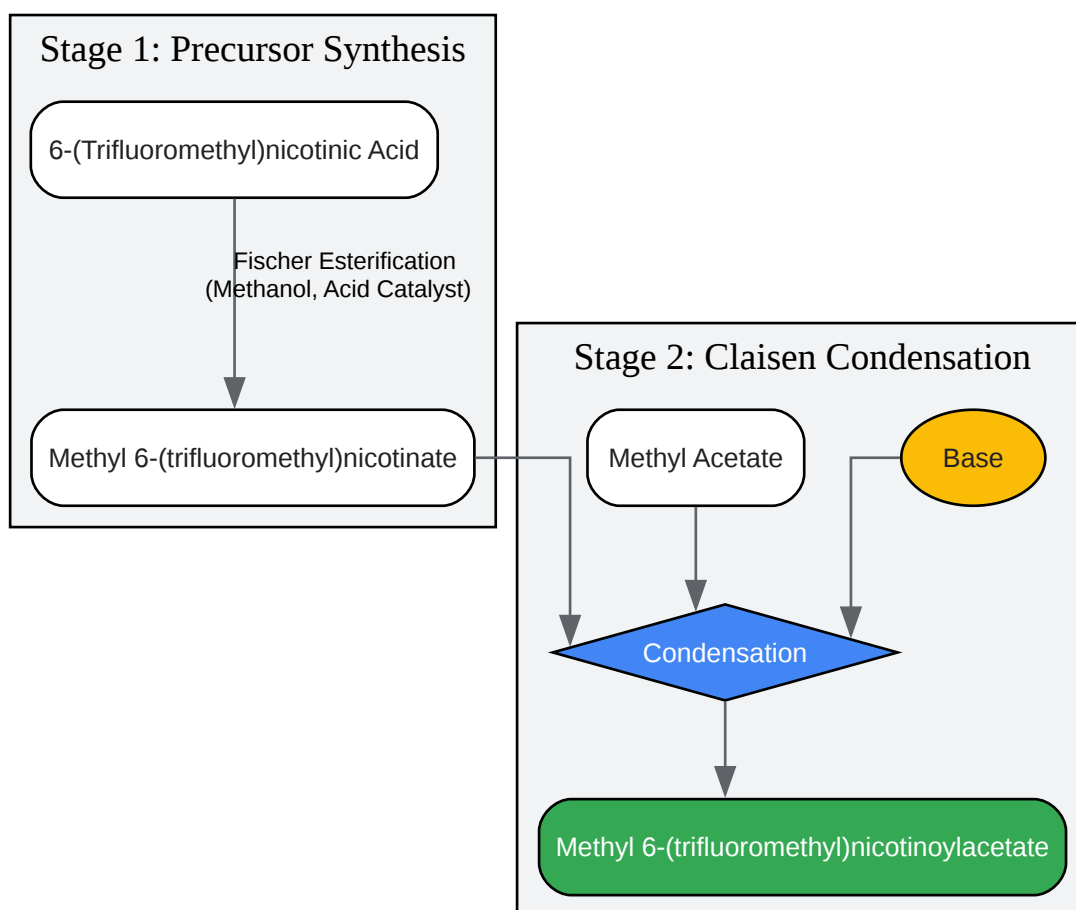 Stage 1: Precursor Synthesis
6-(Trifluoromethyl)nicotinic Acid
Fischer Esterification
(Methanol, Acid Catalyst)
Methyl 6-(trifluoromethyl)nicotinate
Stage 2: Claisen Condensation
Methyl Acetate
Base
Condensation
Methyl 6-(trifluoromethyl)nicotinoylacetate